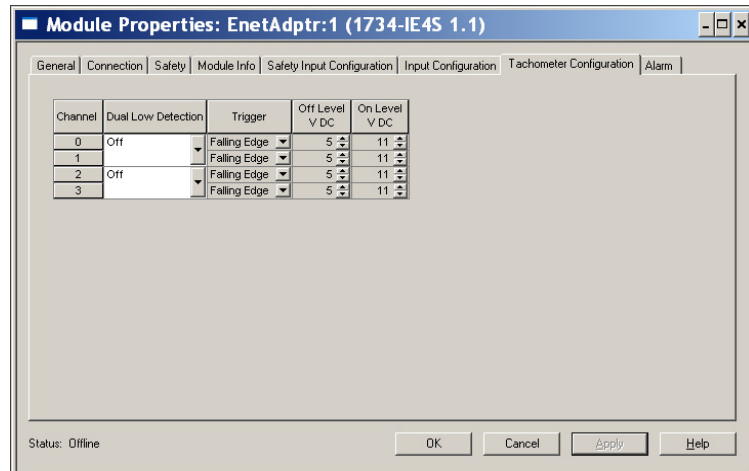 Module Properties: EnetAdptr:1 (1734-IE4S 1.1)
General Connection Safety Module Info Safety Input Configuration Input Configuration Tachometer Configuration Alarm
Channel Dual Low Detection Trigger Off Level V DC On Level V DC
0 Off Falling Edge 5 11
1 Falling Edge 5 11
2 Off Falling Edge 5 11
3 Falling Edge 5 11
Status: Offline OK Cancel Apply Help